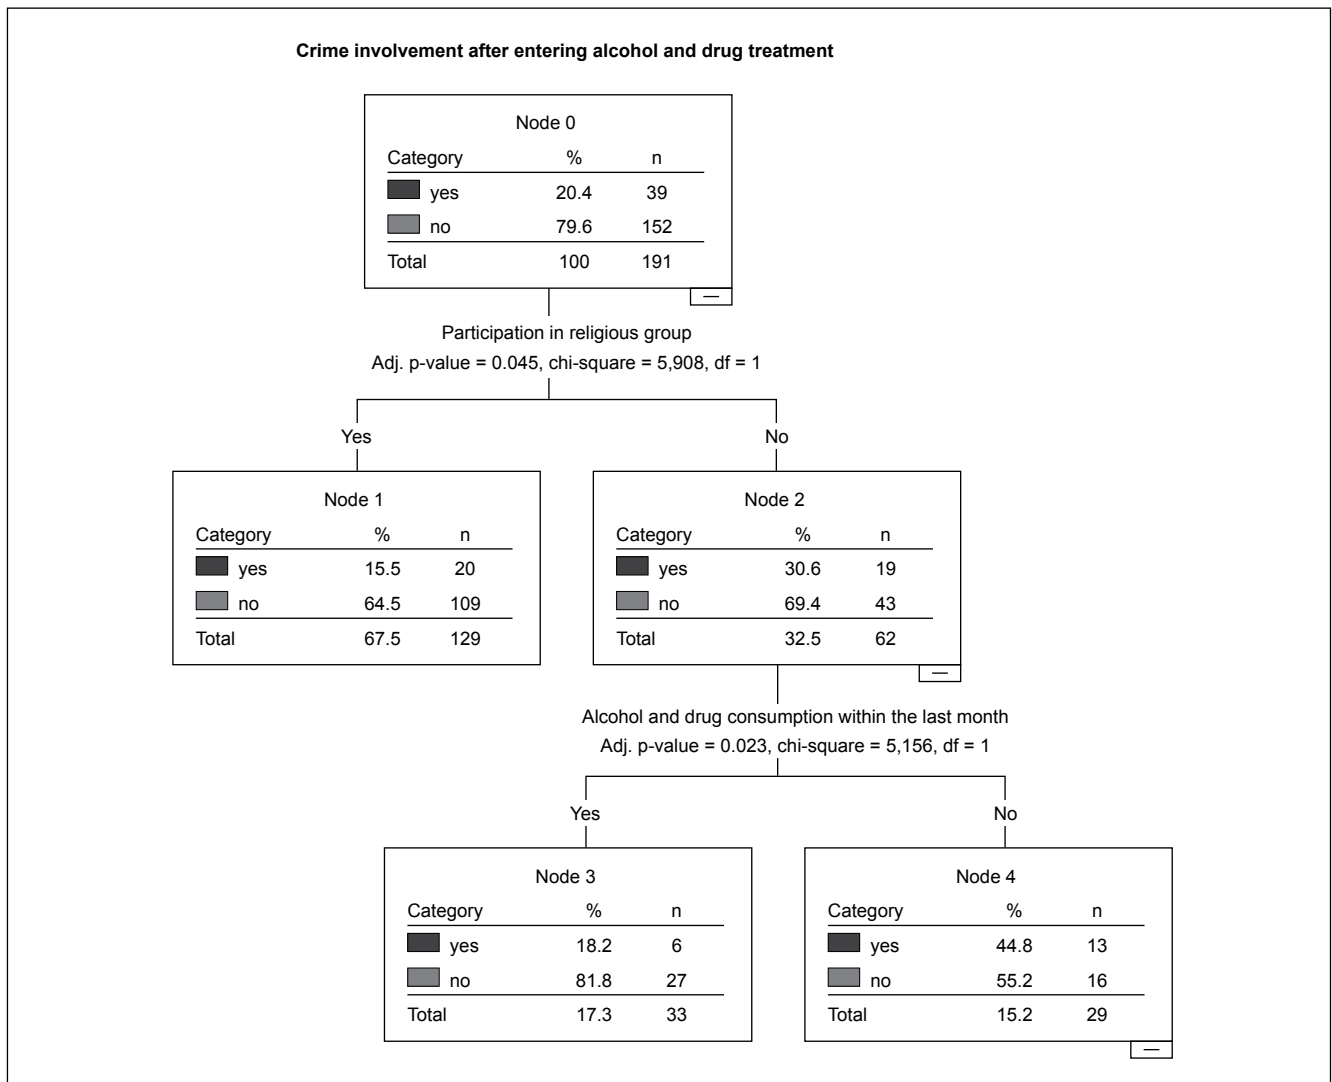 Crime involvement after entering alcohol and drug treatment
Node 0
Category % n
yes 20.4 39
no 79.6 152
Total 100 191
Participation in religious group
Adj. p-value = 0.045, chi-square = 5,908, df = 1
Yes No
Node 1
Category % n
yes 15.5 20
no 64.5 109
Total 67.5 129
Node 2
Category % n
yes 30.6 19
no 69.4 43
Total 32.5 62
Alcohol and drug consumption within the last month
Adj. p-value = 0.023, chi-square = 5,156, df = 1
Yes No
Node 3
Category % n
yes 18.2 6
no 81.8 27
Total 17.3 33
Node 4
Category % n
yes 44.8 13
no 55.2 16
Total 15.2 29